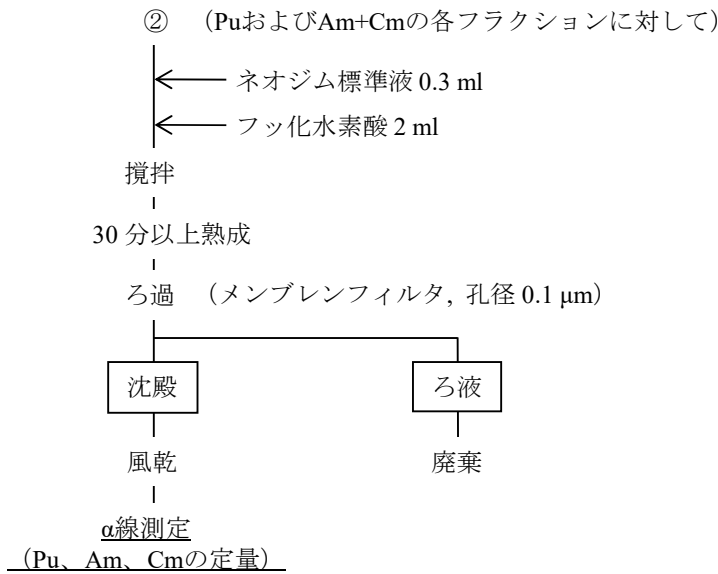 ② （PuおよびAm+Cmの各フラクションに対して）
ネオジム標準液 0.3 ml
フッ化水素酸 2 ml
撹拌
30 分以上熟成
ろ過 （メンブレンフィルタ, 孔径 0.1 μm）
沈殿 ろ液
風乾 廃棄
α線測定
（Pu、Am、Cmの定量）